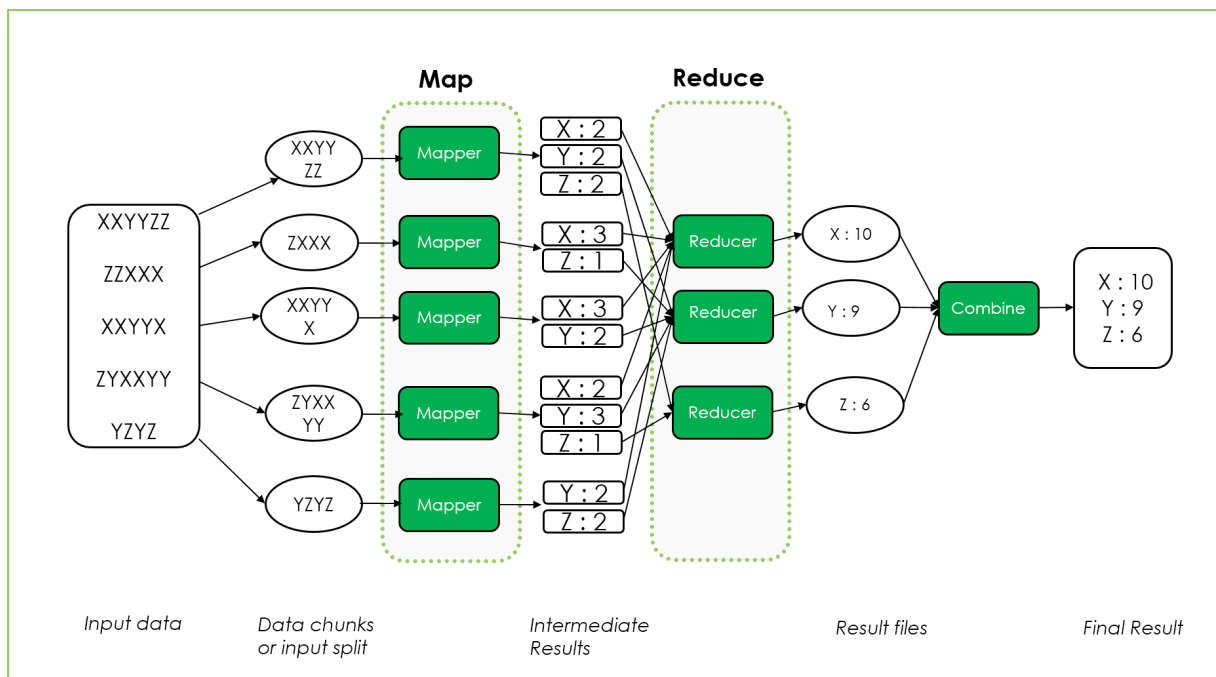 Map
Reduce
XXYYZZ
ZZXXX
XXYYX
ZYXXYY
YZYZ
XXYY
ZZ
ZXXX
XXYY
X
ZYXX
YY
YZYZ
Mapper
Mapper
Mapper
Mapper
Mapper
X : 2
Y : 2
Z : 2
X : 3
Z : 1
X : 3
Y : 2
X : 2
Y : 3
Z : 1
Y : 2
Z : 2
Reducer
Reducer
Reducer
X : 10
Y : 9
Z : 6
Combine
X : 10
Y : 9
Z : 6
Input data
Data chunks
or input split
Intermediate
Results
Result files
Final Result